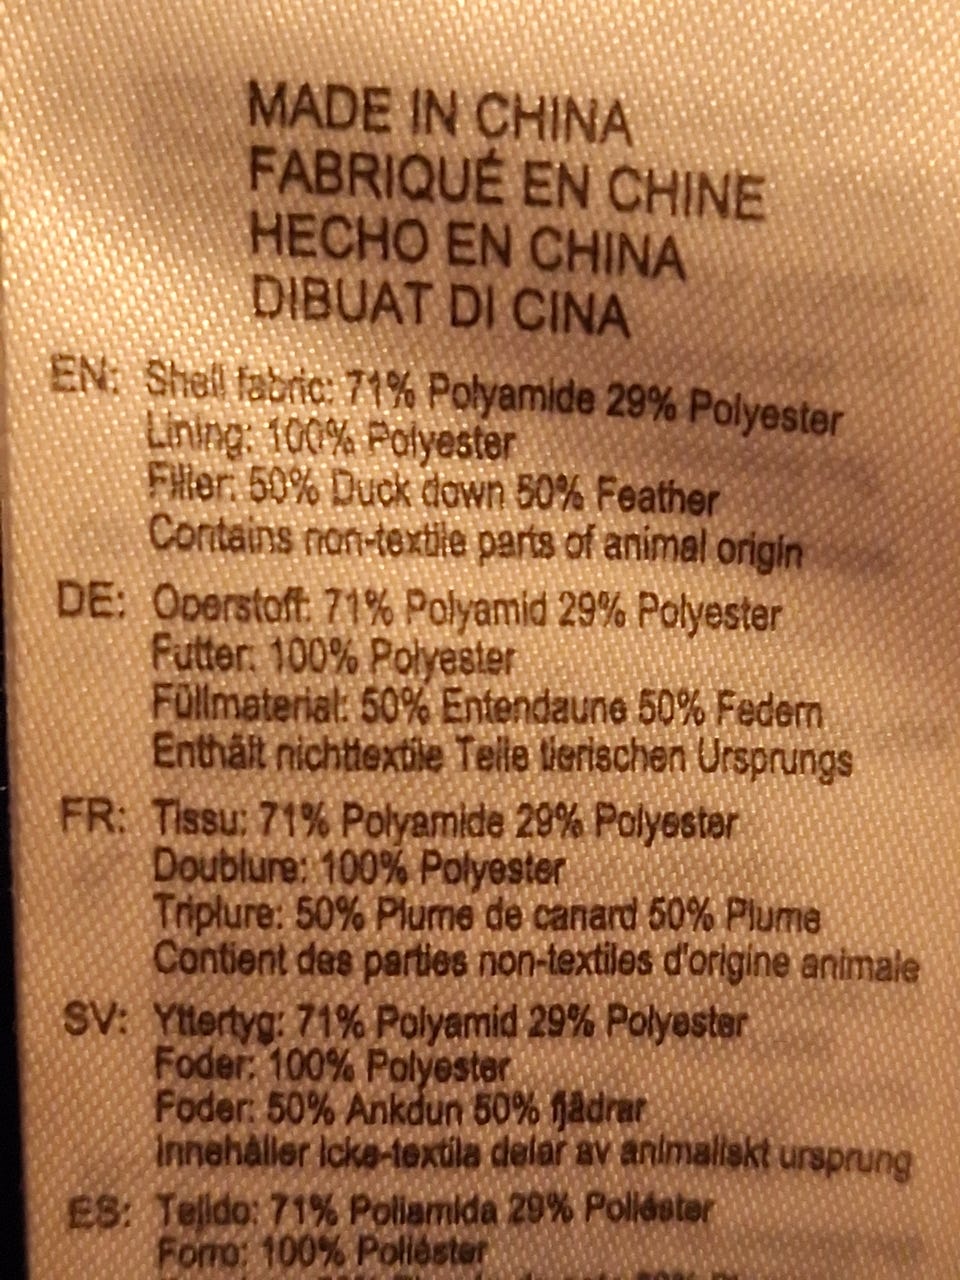 MADE IN CHINA
FABRIQUÉ EN CHINE
HECHO EN CHINA
DIBUAT DI CINA
EN: Shell fabric: 71% Polyamide 29% Polyester
Lining: 100% Polyester
Filler: 50% Duck down 50% Feather
Contains non-textile parts of animal origin
DE: Oberstoff: 71% Polyamid 29% Polyester
Futter: 100% Polyester
Füllmaterial: 50% Entendaune 50% Federn
Enthält nichttextile Teile tierischen Ursprungs
FR: Tissu: 71% Polyamide 29% Polyester
Doublure: 100% Polyester
Triplure: 50% Plume de canard 50% Plume
Contient des parties non-textiles d'origine animale
SV: Yttertyg: 71% Polyamid 29% Polyester
Foder: 100% Polyester
Foder: 50% Ankdun 50% fjädrar
Innehåller icke-textila delar av animaliskt ursprung
ES: Tejido: 71% Poliamida 29% Poliéster
Forro: 100% Poliéster